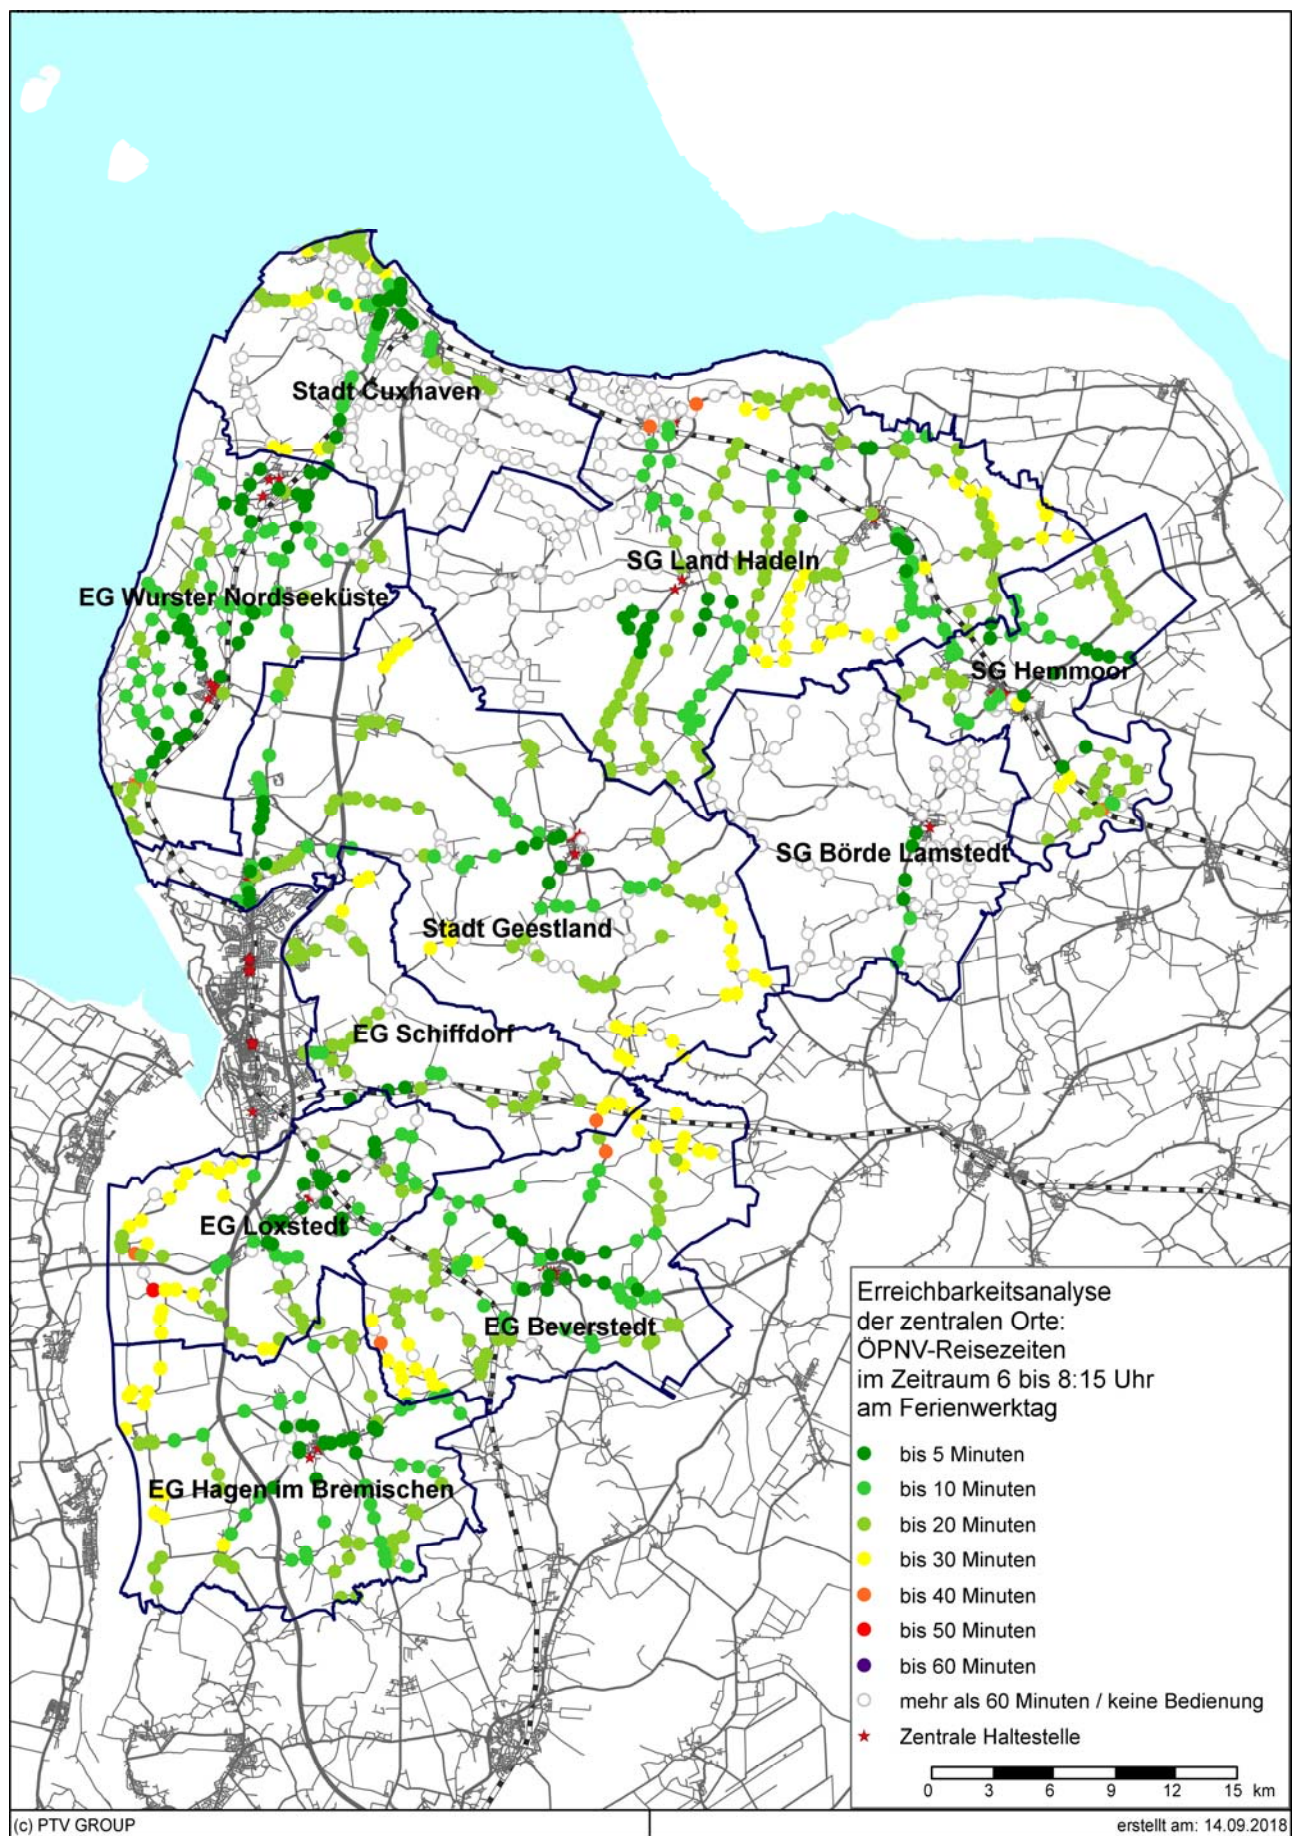 Stadt Cuxhaven
SG Land Hadeln
EG Wurster Nordseeküste
SG Hemmoor
SG Börde Lamstedt
Stadt Geestland
EG Schiffdorf
EG Loxstedt
EG Beverstedt
EG Hagen im Bremischen
Erreichbarkeitsanalyse
der zentralen Orte:
ÖPNV-Reisezeiten
im Zeitraum 6 bis 8:15 Uhr
am Ferienwerktag
bis 5 Minuten
bis 10 Minuten
bis 20 Minuten
bis 30 Minuten
bis 40 Minuten
bis 50 Minuten
bis 60 Minuten
mehr als 60 Minuten / keine Bedienung
Zentrale Haltestelle
0 3 6 9 12 15 km
(c) PTV GROUP
erstellt am: 14.09.2018